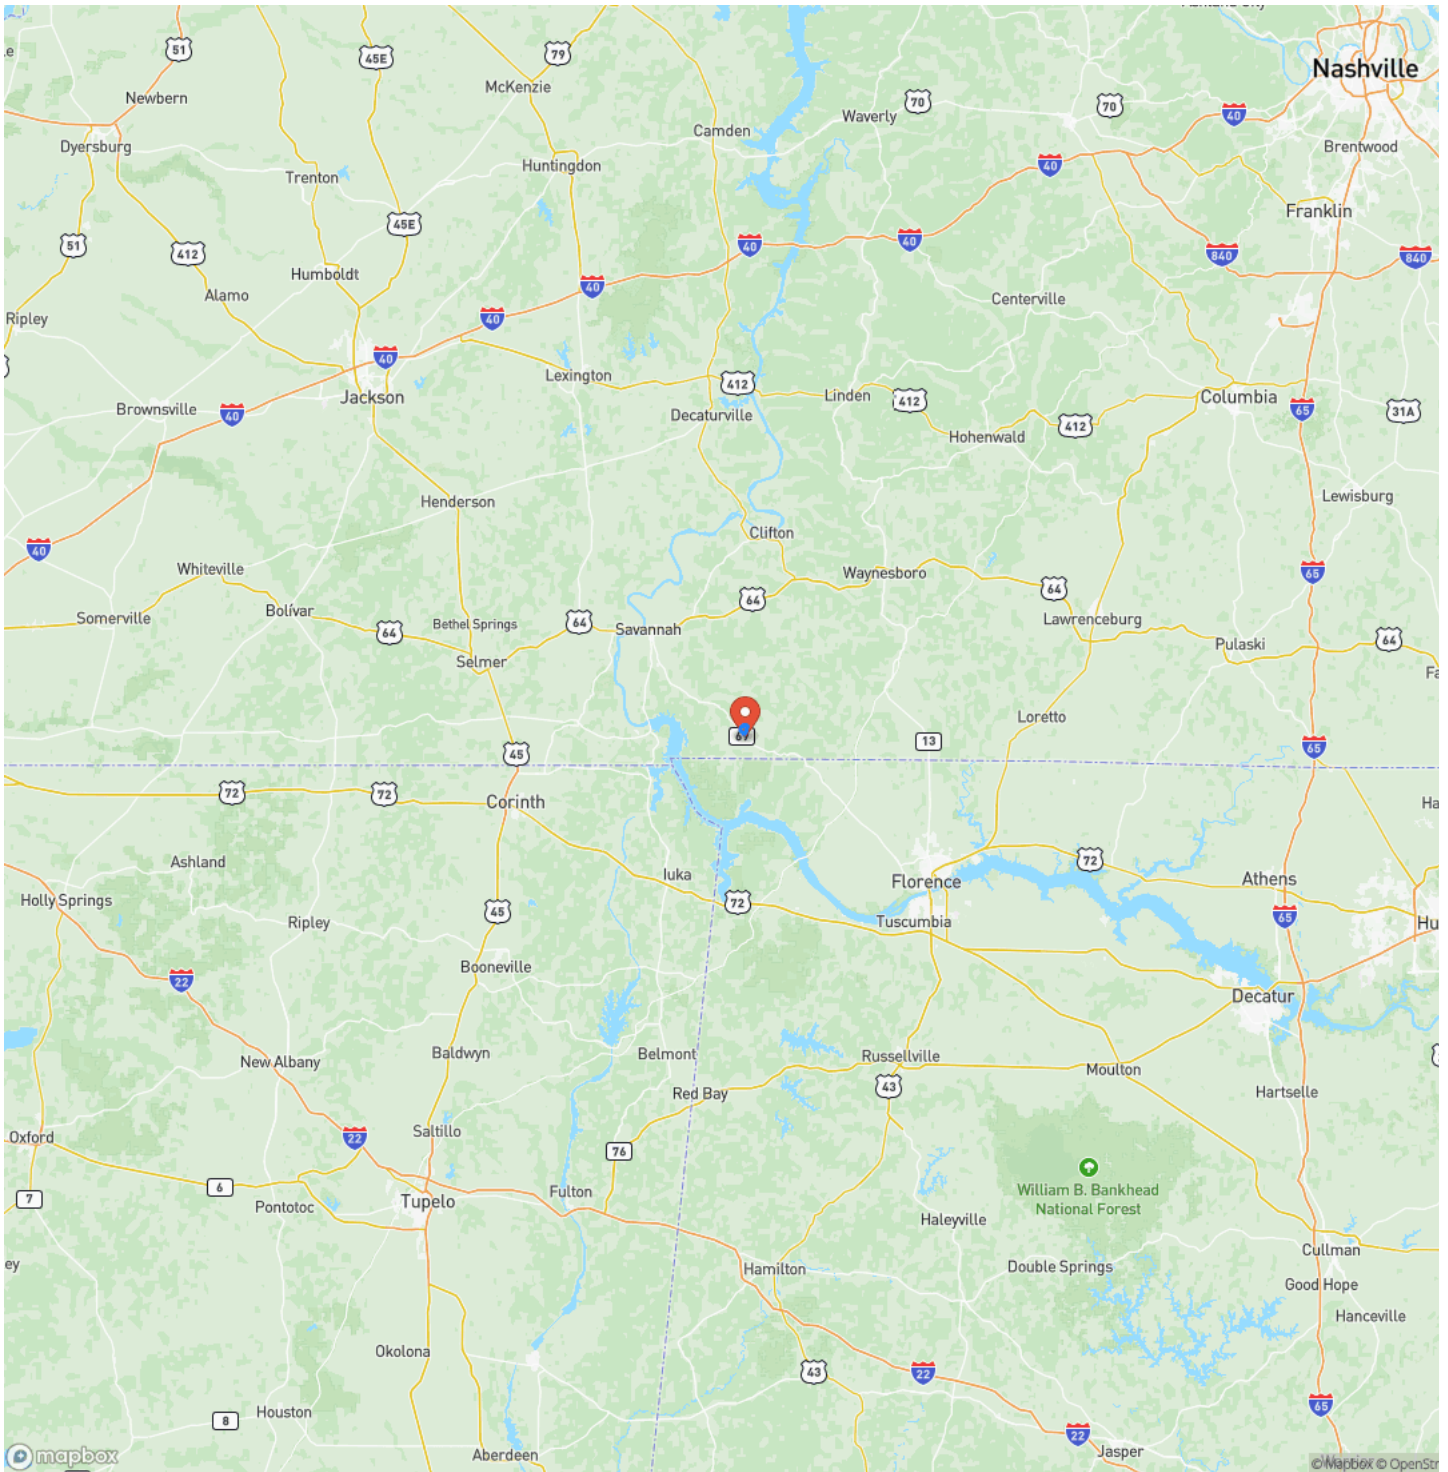 51
45E
79
Nashville
McKenzie
Newbern
70
70
40
Waverly
Camden
Dyersburg
Brentwood
Huntingdon
40
Trenton
Franklin
45E
51
412
40
40
840
840
Humboldt
40
Alamo
Centerville
Ripley
40
40
Lexington
412
Linden
412
Jackson
Columbia
Brownsville
40
Decaturville
65
31A
412
Hohenwald
Henderson
Lewisburg
Clifton
40
Whiteville
Waynesboro
65
64
64
Bolívar
Somerville
Bethel Springs
64
Savannah
Lawrenceburg
64
64
Pulaski
Selmer
Fa
Loretto
67
13
45
65
72
72
Corinth
Ha
Ashland
72
Iuka
Florence
Athens
Holly Springs
72
45
65
Ripley
Tuscumbia
Hu
Booneville
22
Decatur
New Albany
Baldwyn
Belmont
Russellville
Moulton
43
Red Bay
Hartselle
Oxford
22
Saltillo
76
6
Fulton
William B. Bankhead
National Forest
7
Pontotoc
Tupelo
Haleyville
Cullman
ey
Hamilton
Double Springs
Good Hope
Hanceville
Okolona
43
22
65
8
Houston
22
Aberdeen
Jasper
mapbox
© Mapbox © OpenStr